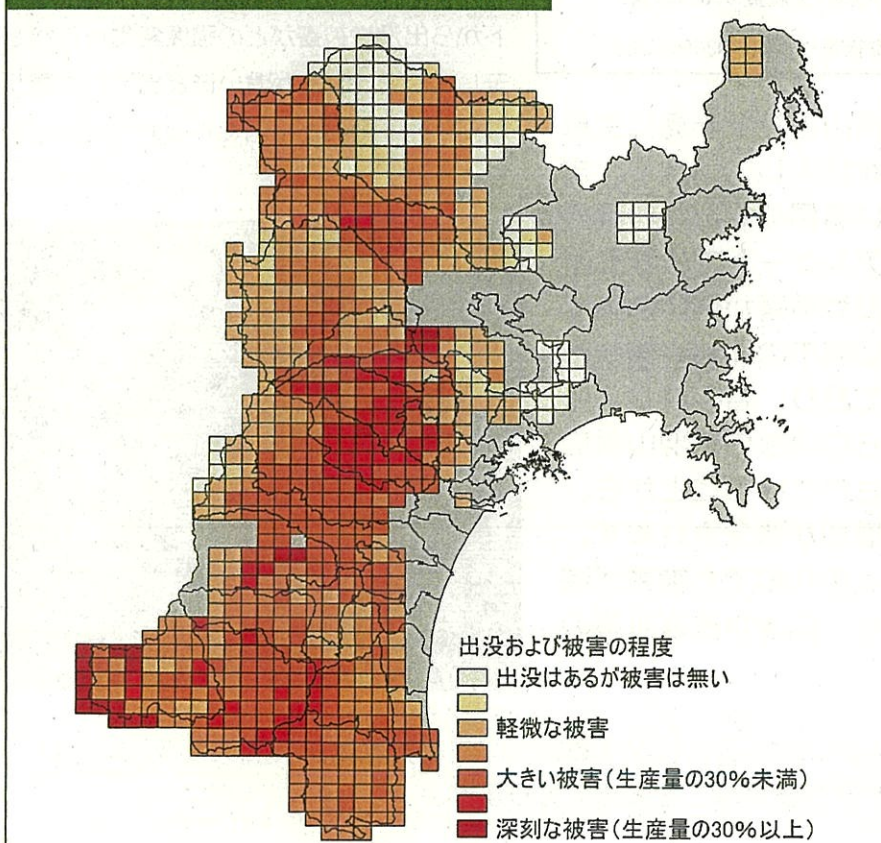 出没および被害の程度
出没はあるが被害は無い
軽微な被害
大きい被害（生産量の30%未満）
深刻な被害（生産量の30%以上）